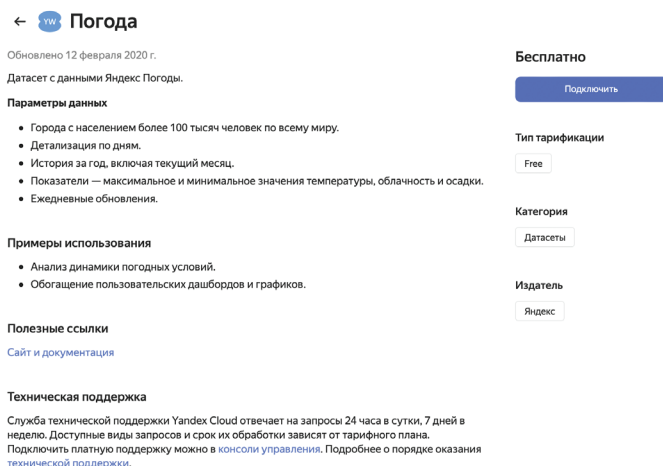 ← YW Погода
Обновлено 12 февраля 2020 г.
Датасет с данными Яндекс Погоды.
Параметры данных
• Города с населением более 100 тысяч человек по всему миру.
• Детализация по дням.
• История за год, включая текущий месяц.
• Показатели — максимальное и минимальное значения температуры, облачность и осадки.
• Ежедневные обновления.
Примеры использования
• Анализ динамики погодных условий.
• Обогащение пользовательских дашбордов и графиков.
Полезные ссылки
Сайт и документация
Техническая поддержка
Служба технической поддержки Yandex Cloud отвечает на запросы 24 часа в сутки, 7 дней в
неделю. Доступные виды запросов и срок их обработки зависят от тарифного плана.
Подключить платную поддержку можно в консоли управления. Подробнее о порядке оказания
технической поддержки.
Бесплатно
Подключить
Тип тарификации
Free
Категория
Датасеты
Издатель
Яндекс